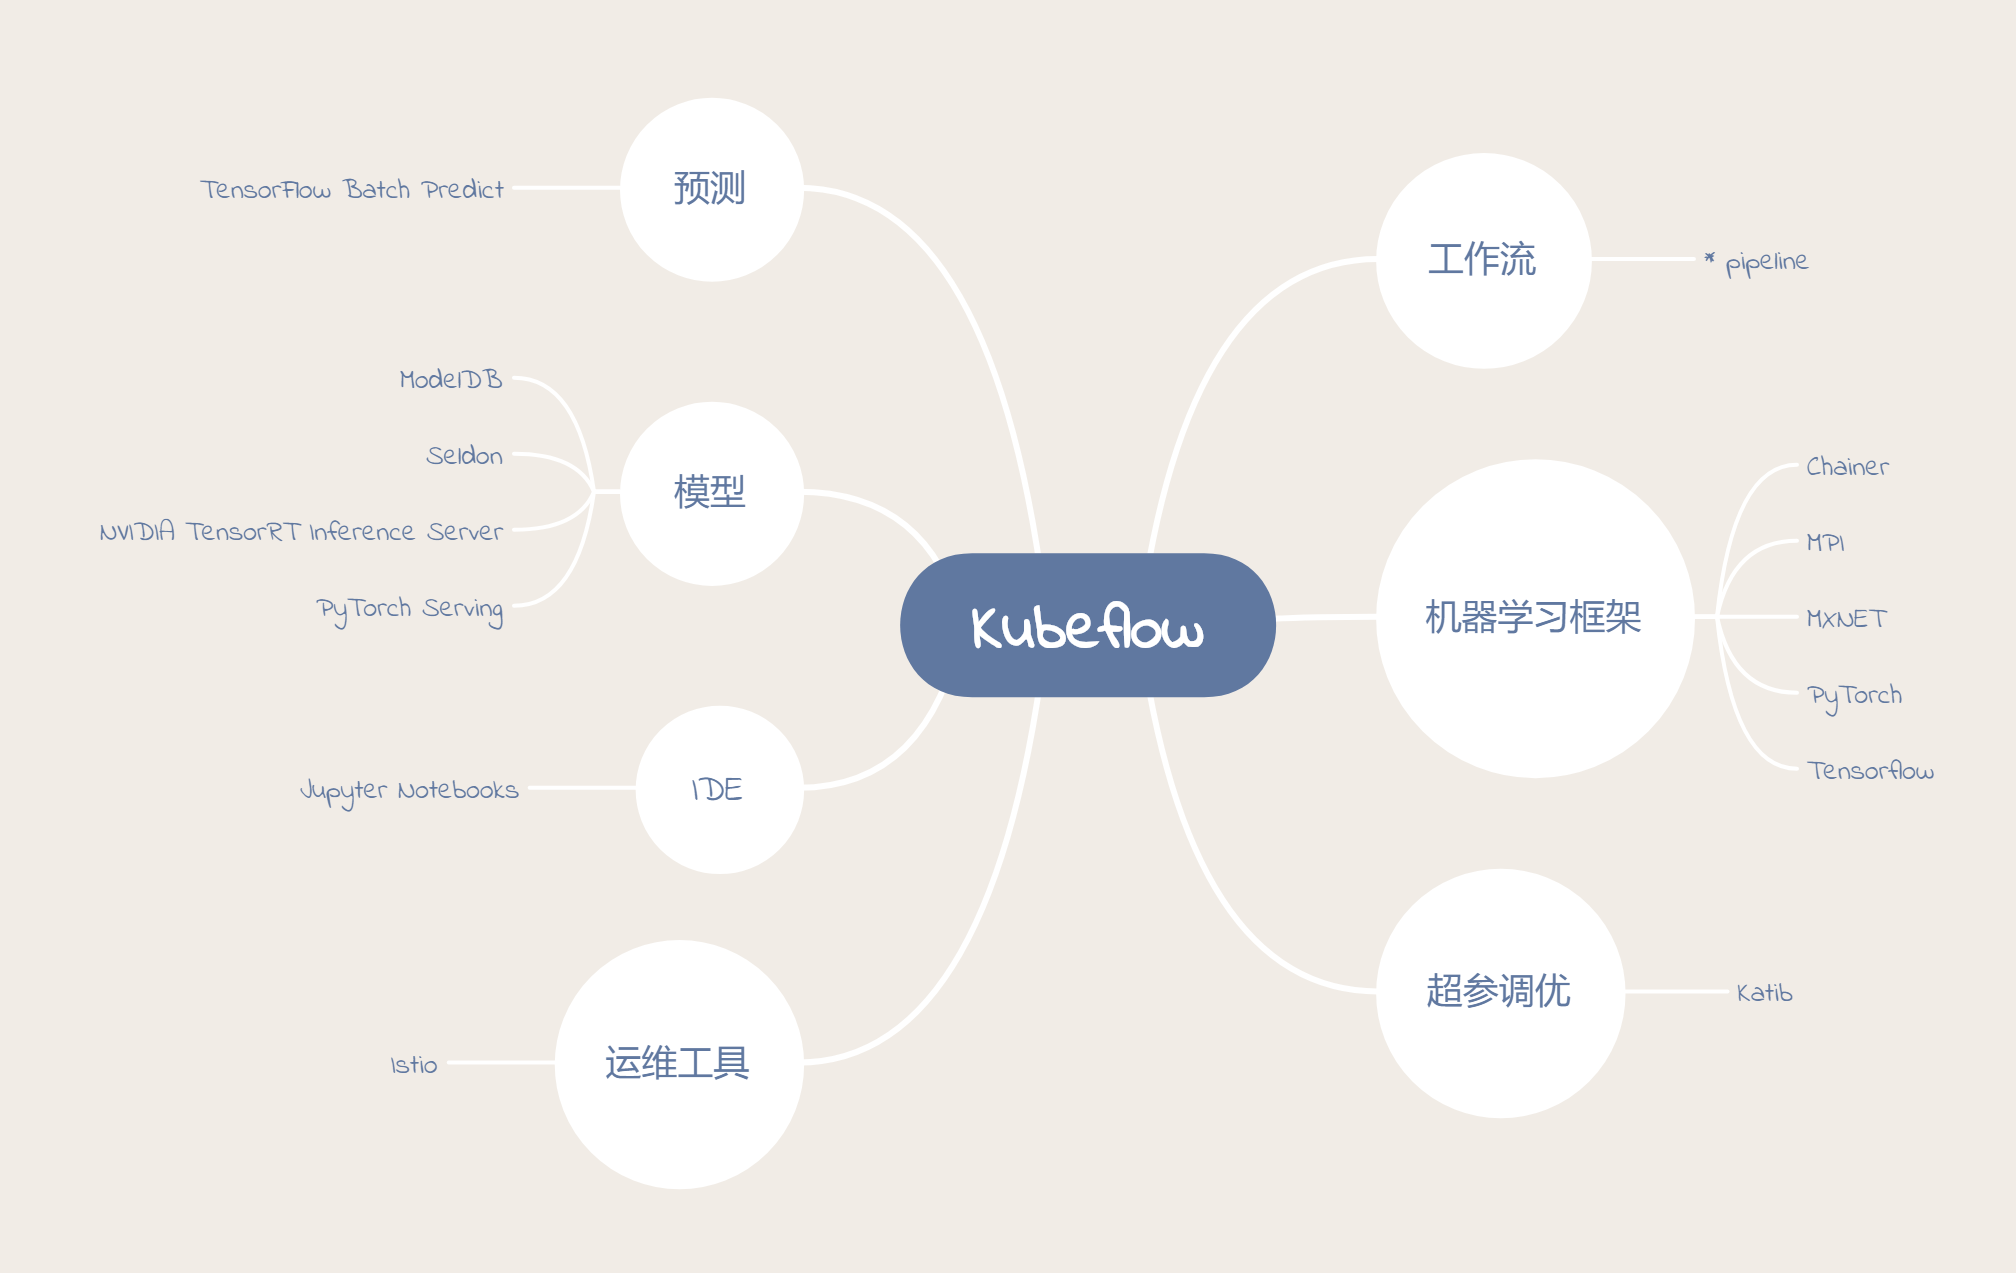 Kubeflow
工作流
* pipeline
机器学习框架
Chainer
MPI
MXNET
PyTorch
Tensorflow
超参调优
Katib
预测
TensorFlow Batch Predict
模型
ModelDB
Seldon
NVIDIA TensorRT Inference Server
PyTorch Serving
IDE
Jupyter Notebooks
运维工具
Istio